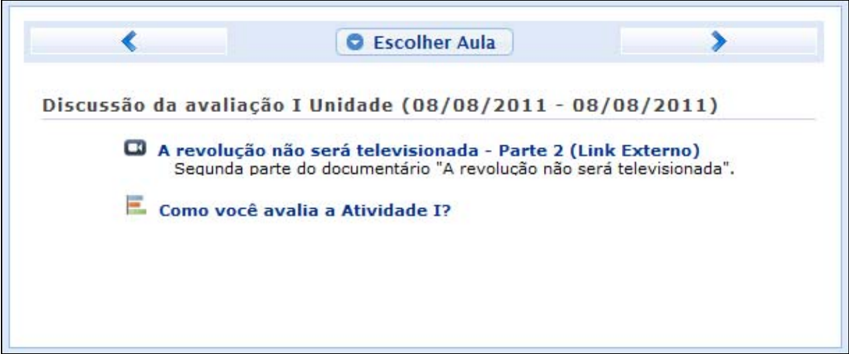 Escolher Aula
Discussão da avaliação I Unidade (08/08/2011 - 08/08/2011)
A revolução não será televisionada - Parte 2 (Link Externo)
Segunda parte do documentário "A revolução não será televisionada".
Como você avalia a Atividade I?